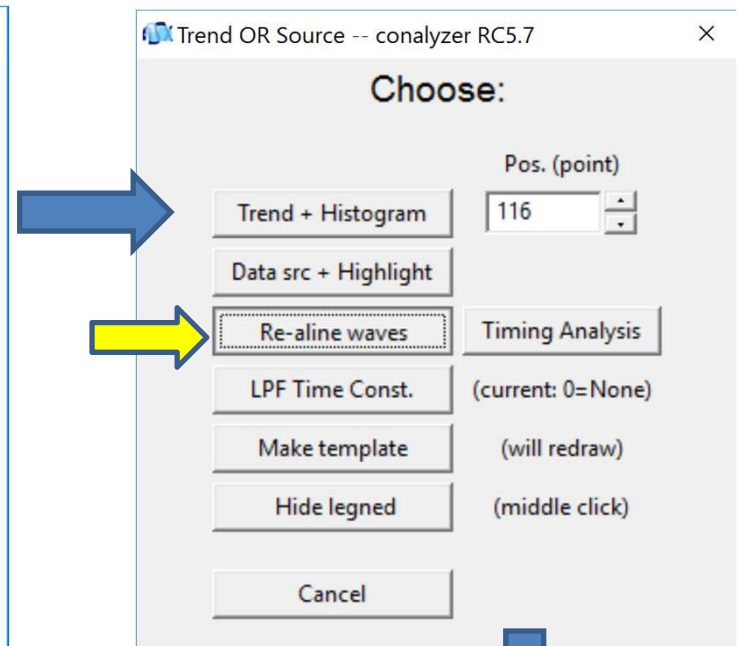 Trend OR Source -- conalyzer RC5.7
Choose:
Pos. (point)
Trend + Histogram 116
Data src + Highlight
Re-aline waves Timing Analysis
LPF Time Const. (current: 0=None)
Make template (will redraw)
Hide legned (middle click)
Cancel